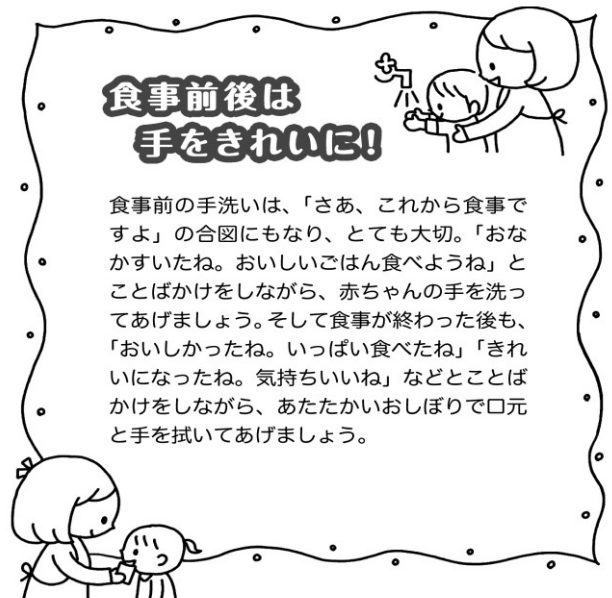 食事前後は
手をきれいに!
食事前の手洗いは、「さあ、これから食事で
すよ」の合図にもなり、とても大切。「おな
かすいたね。おいしいごはん食べようね」と
ことばかけをしながら、赤ちゃんの手を洗っ
てあげましょう。そして食事が終わった後も、
「おいしかったね。いっぱい食べたね」「きれ
いになったね。気持ちいいね」などとことば
かけをしながら、あたたかいおしぼりで口元
と手を拭いてあげましょう。